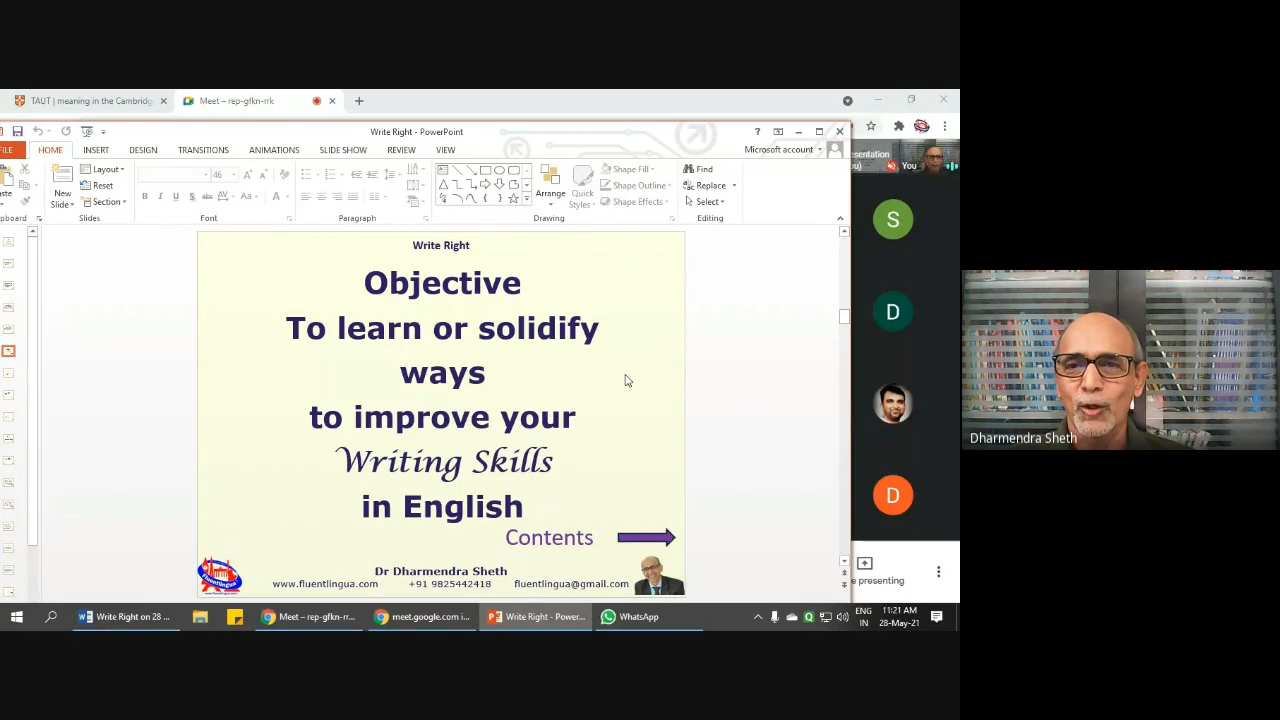 TAUT | meaning in the Cambridg
Meet – rep-gfkn-rrk
Write Right - PowerPoint
Microsoft account
FILE
HOME
INSERT
DESIGN
TRANSITIONS
ANIMATIONS
SLIDE SHOW
REVIEW
VIEW
New
Slide
Layout
Reset
Section
46
Arrange
Quick
Styles
Shape Fill
Shape Outline
Shape Effects
Find
Replace
Select
Slides
Font
Paragraph
Drawing
Editing
You
S
D
D
Write Right
Objective
To learn or solidify
ways
to improve your
Writing Skills
in English
Contents
Dr Dharmendra Sheth
www.fluentlingua.com +91 9825442418 fluentlingua@gmail.com
Fluentlingua
Dharmendra Sheth
e presenting
Write Right on 28 ...
Meet – rep-gfkn-rr...
meet.google.com i...
Write Right - Power...
WhatsApp
ENG
IN
11:21 AM
28-May-21